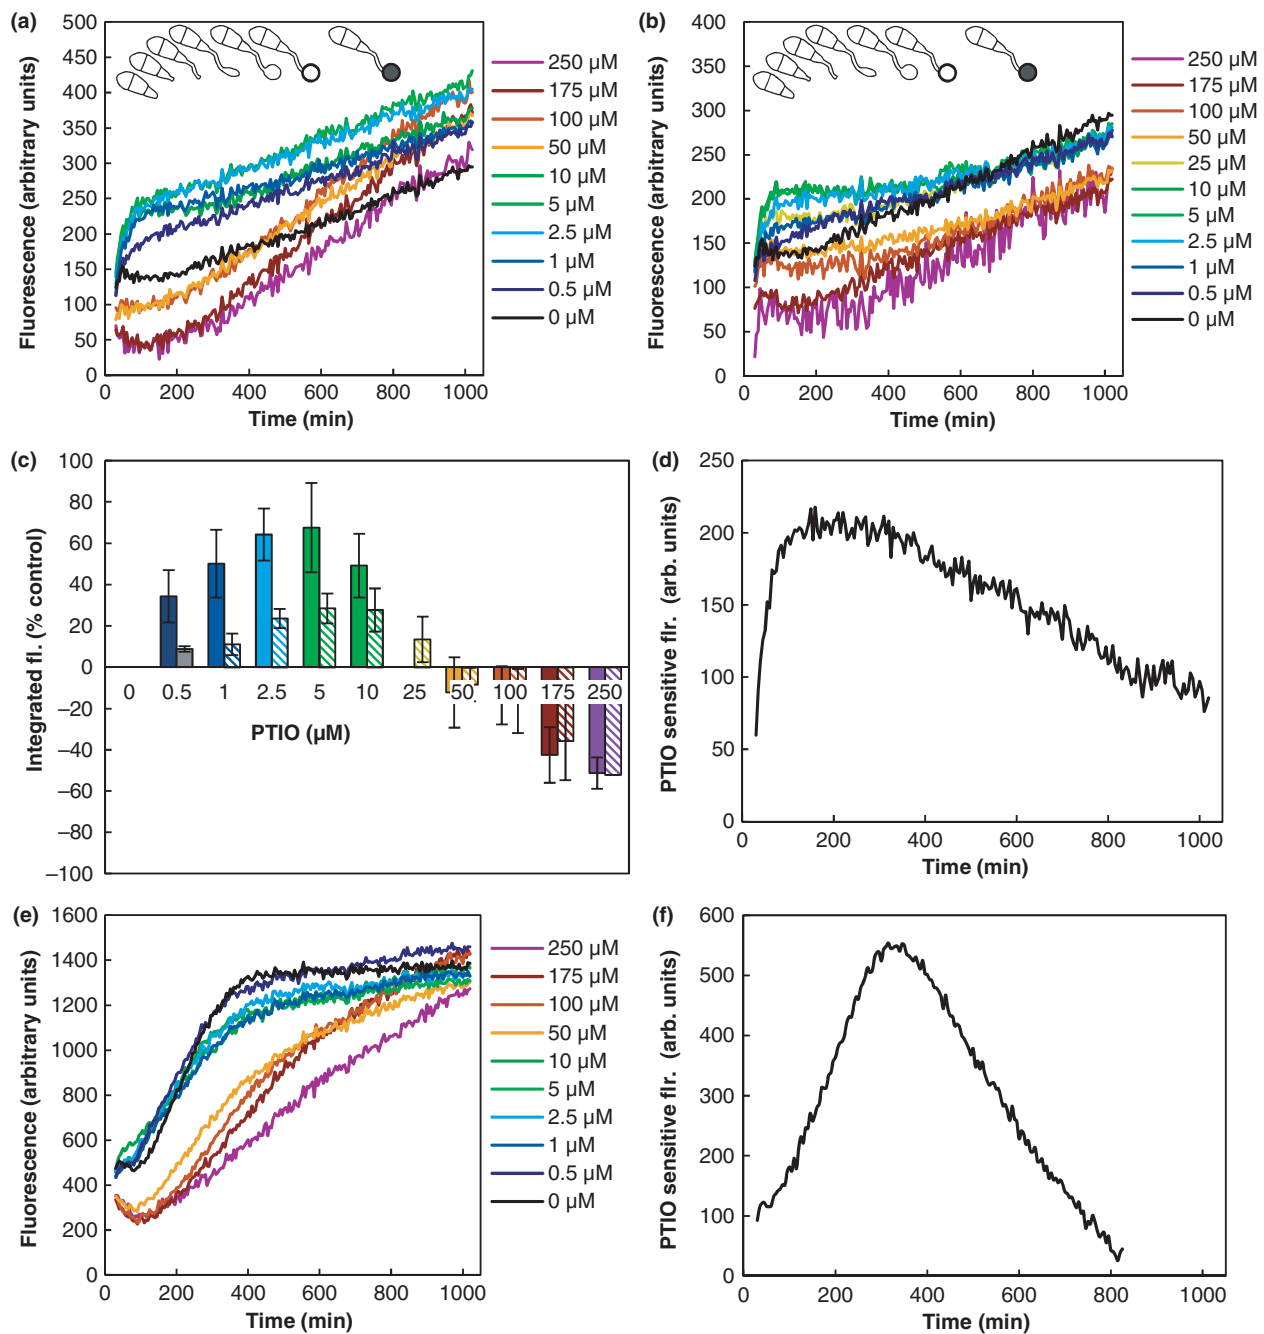 (a)
500
450
400
350
300
250
200
150
100
50
0
Fluorescence (arbitrary units)
0 200 400 600 800 1000
Time (min)
250 µM
175 µM
100 µM
50 µM
10 µM
5 µM
2.5 µM
1 µM
0.5 µM
0 µM
(b)
400
350
300
250
200
150
100
50
0
Fluorescence (arbitrary units)
0 200 400 600 800 1000
Time (min)
250 µM
175 µM
100 µM
50 µM
25 µM
10 µM
5 µM
2.5 µM
1 µM
0.5 µM
0 µM
(c)
100
80
60
40
20
0
–20
–40
–60
–80
–100
Integrated fl. (% control)
0 0.5 1 2.5 5 10 25 50 100 175 250
PTIO (µM)
(d)
250
200
150
100
50
0
PTIO sensitive flr. (arb. units)
0 200 400 600 800 1000
Time (min)
(e)
1600
1400
1200
1000
800
600
400
200
0
Fluorescence (arbitrary units)
0 200 400 600 800 1000
Time (min)
250 µM
175 µM
100 µM
50 µM
10 µM
5 µM
2.5 µM
1 µM
0.5 µM
0 µM
(f)
600
500
400
300
200
100
0
PTIO sensitive flr. (arb. units)
0 200 400 600 800 1000
Time (min)